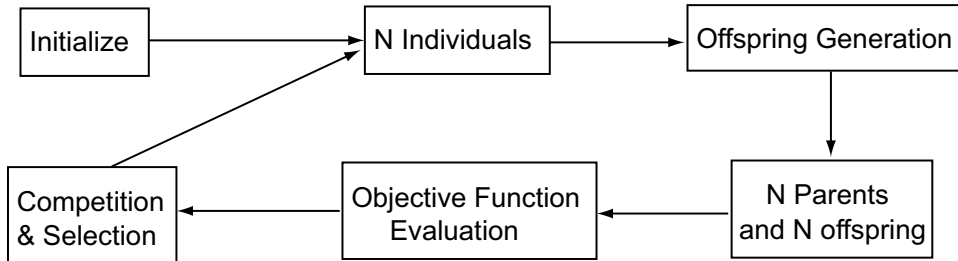 Initialize
N Individuals
Offspring Generation
N Parents
and N offspring
Objective Function
Evaluation
Competition
& Selection